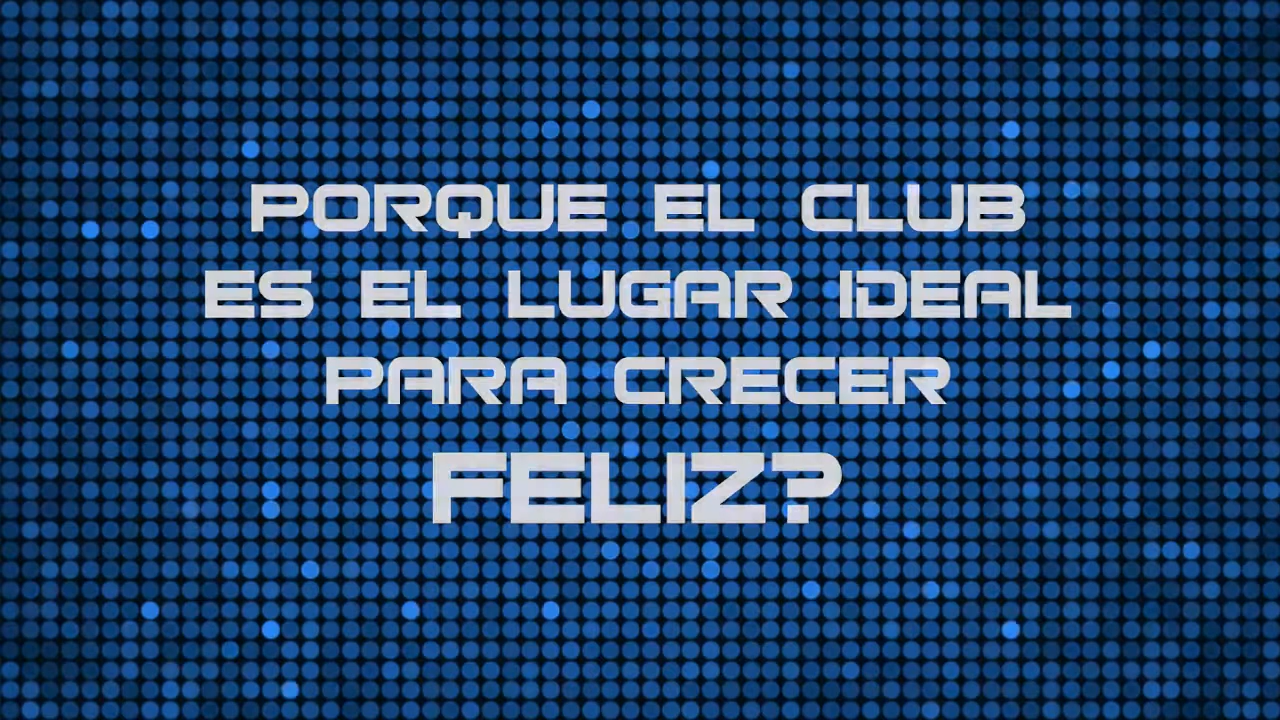 PORQUE EL CLUB
ES EL LUGAR IDEAL
PARA CRECER
FELIZ?